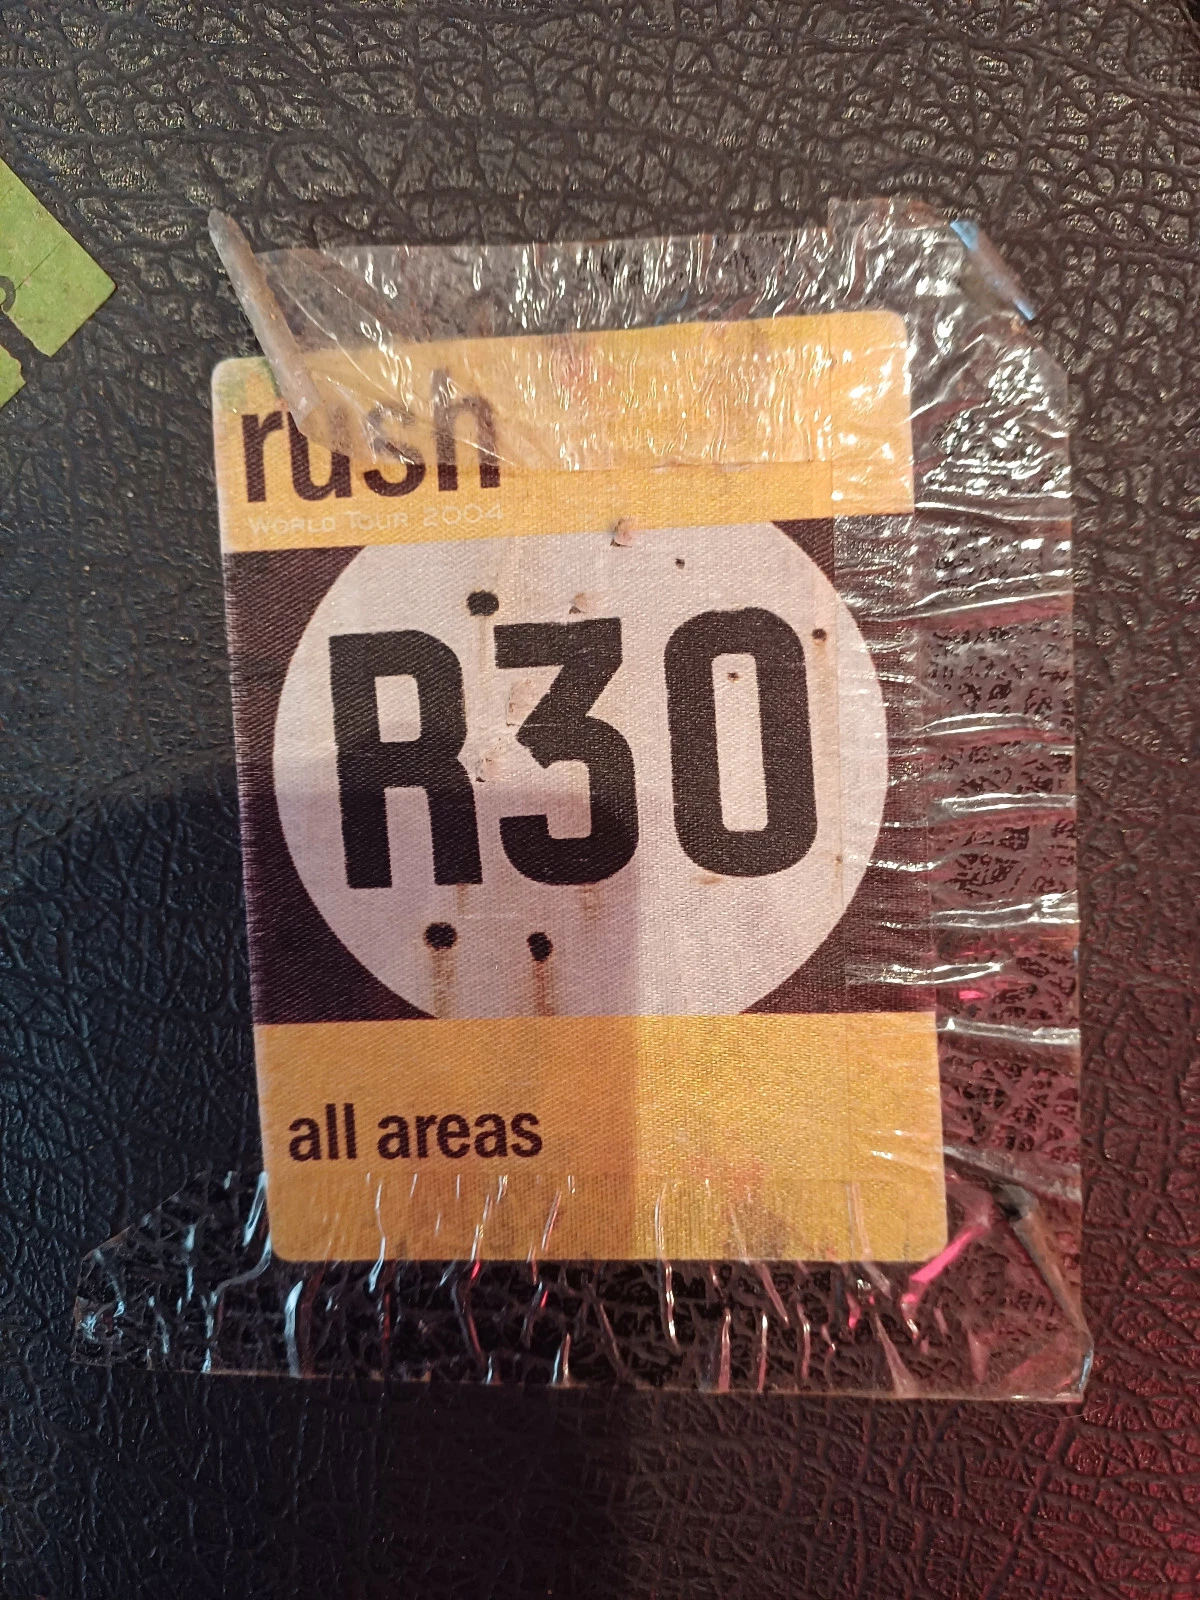 rush
WORLD TOUR 2004
R30
all areas